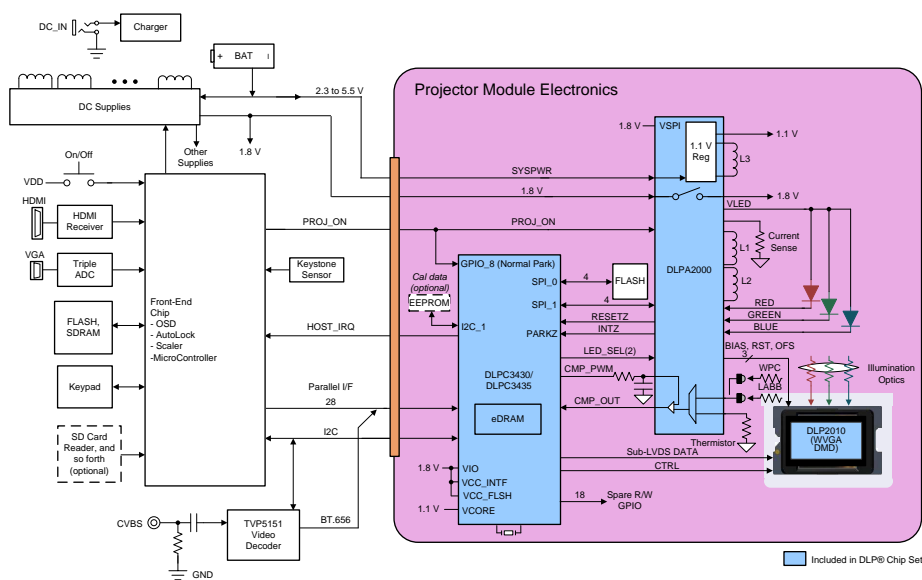 DC_IN
Charger
+ BAT –
DC Supplies
2.3 to 5.5 V
Other
Supplies
1.8 V
On/Off
VDD
HDMI
HDMI
Receiver
VGA
Triple
ADC
FLASH,
SDRAM
Keypad
SD Card
Reader, and
so forth
(optional)
Front-End
Chip
- OSD
- AutoLock
- Scaler
-MicroController
CVBS
GND
TVP5151
Video
Decoder
BT.656
PROJ_ON
Keystone
Sensor
HOST_IRQ
Parallel I/F
28
I2C
Projector Module Electronics
SYSPWR
1.8 V
PROJ_ON
1.8 V
VSPI
1.1 V
Reg
1.1 V
L3
1.8 V
VLED
Current
Sense
L1
L2
DLPA2000
RED
GREEN
BLUE
BIAS, RST, OFS
3
GPIO_8 (Normal Park)
Cal data
(optional)
EEPROM
I2C_1
SPI_0
4
FLASH
SPI_1
4
RESETZ
PARKZ
INTZ
LED_SEL(2)
DLPC3430/
DLPC3435
CMP_PWM
CMP_OUT
eDRAM
WPC
LABB
Thermistor
Illumination
Optics
DLP2010
(WVGA
DMD)
Sub-LVDS DATA
CTRL
1.8 V
VIO
VCC_INTF
VCC_FLSH
1.1 V
VCORE
18
Spare R/W
GPIO
Included in DLP® Chip Set